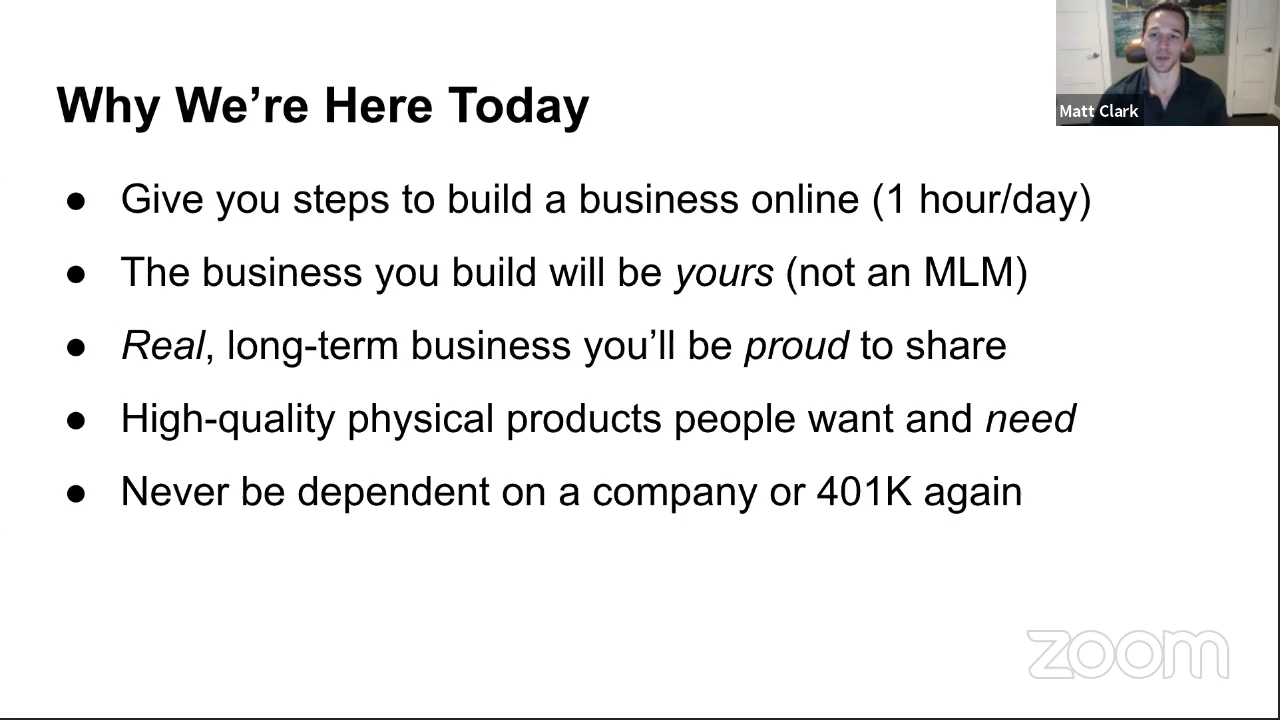 Why We’re Here Today
Matt Clark
● Give you steps to build a business online (1 hour/day)
● The business you build will be yours (not an MLM)
● Real, long-term business you’ll be proud to share
● High-quality physical products people want and need
● Never be dependent on a company or 401K again
zoom